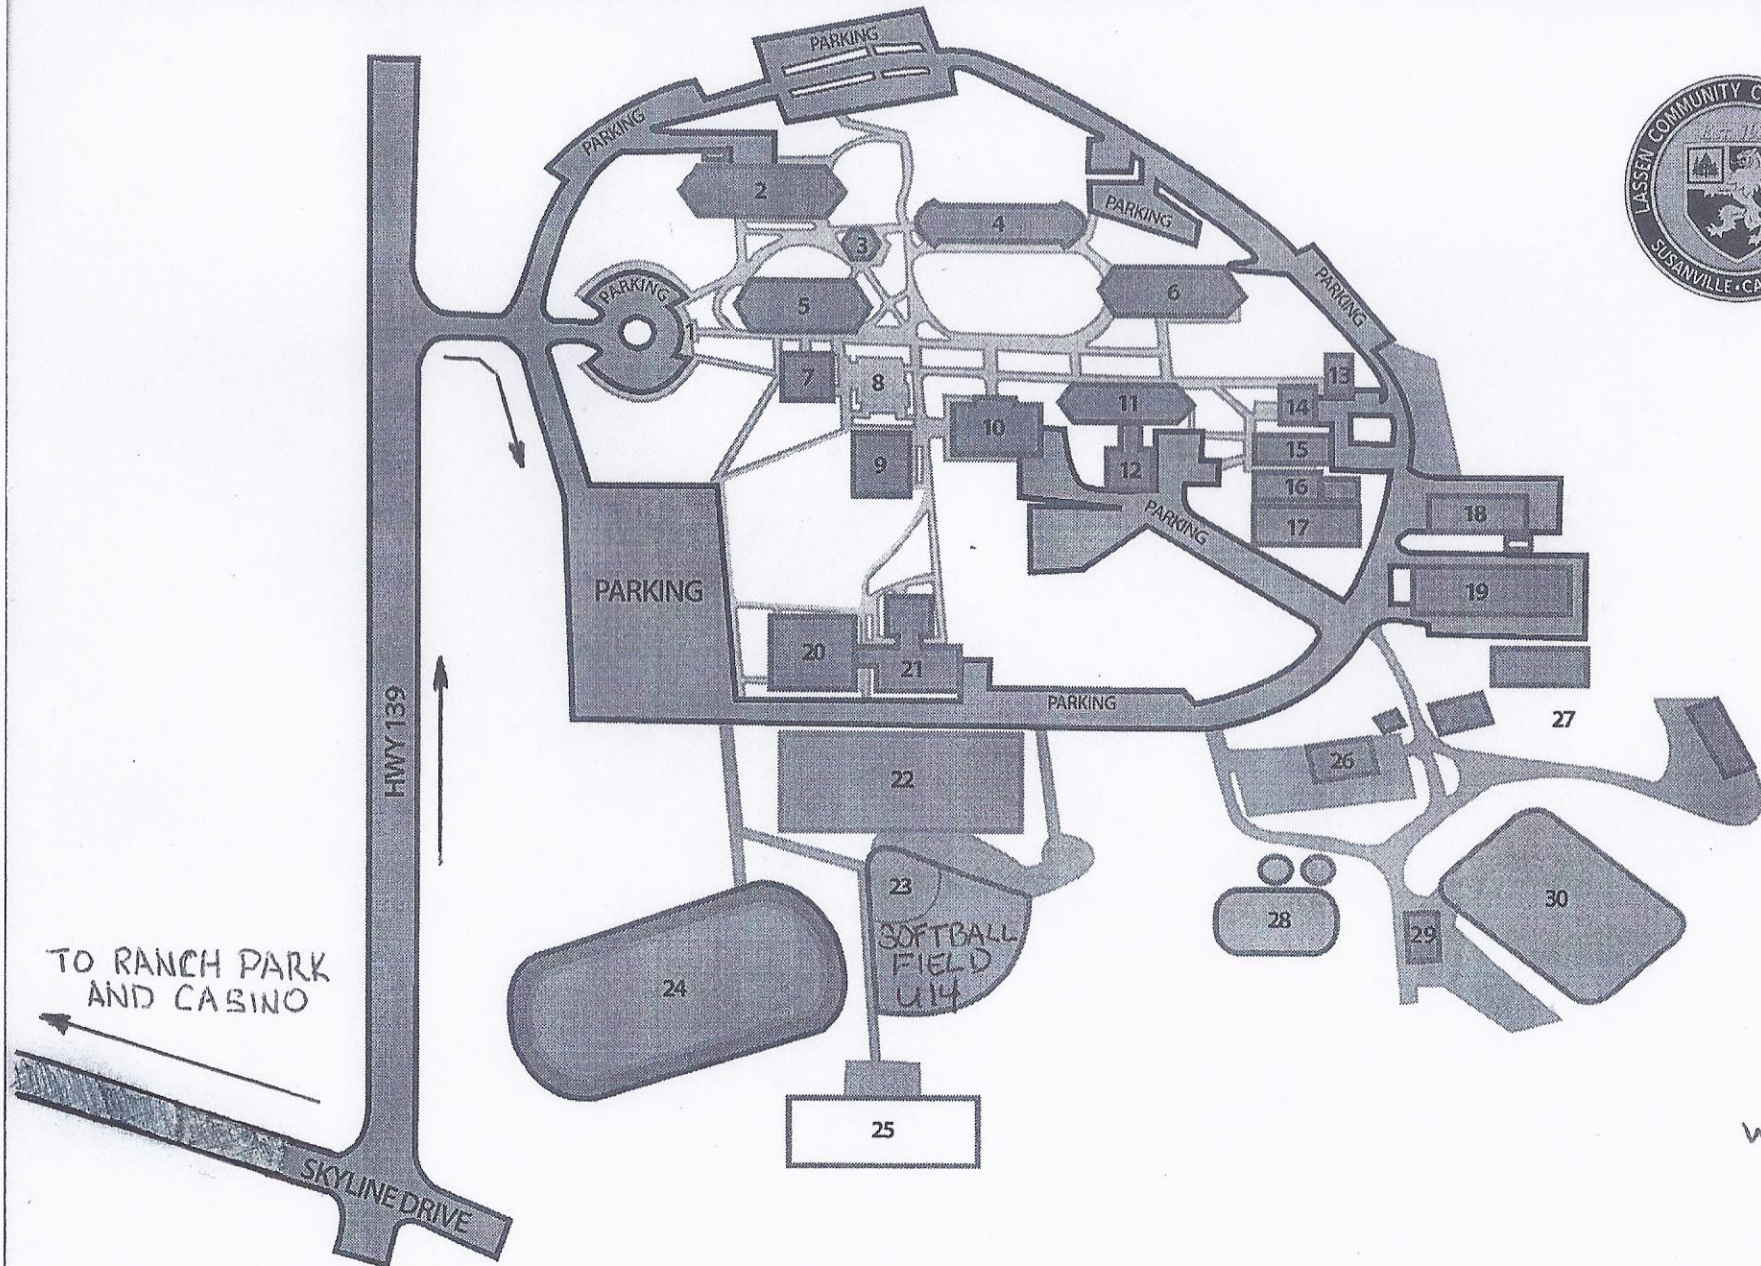 PARKING
PARKING
LASSEN COMMUNITY
SUSANVILLE • CA
2
3
4
PARKING
PARKING
1
5
6
PARKING
7
8
13
14
10
11
9
12
15
16
17
PARKING
18
PARKING
19
20
21
PARKING
HWY 139
27
22
26
23
SOFTBALL
FIELD
U14
24
28
29
30
TO RANCH PARK
AND CASINO
25
SKYLINE DRIVE